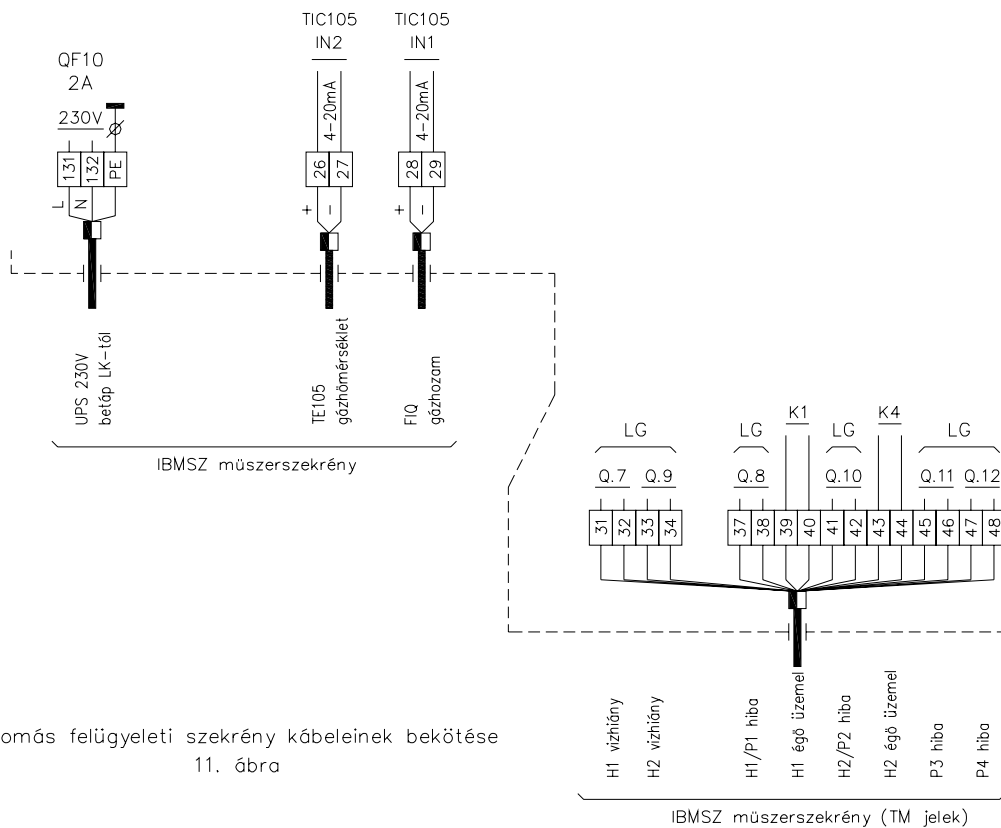 TIC105
IN2
TIC105
IN1
QF10
2A
230V
4-20mA
4-20mA
131
132
PE
26
27
28
29
L
N
+
-
+
-
UPS 230V
betáp LK-tól
TE105
gázhőmérséklet
FIQ
gázhozam
IBMSZ műszerszekrény
K1
K4
LG
LG
LG
LG
Q.7
Q.9
Q.8
Q.10
Q.11
Q.12
31
32
33
34
37
38
39
40
41
42
43
44
45
46
47
48
H1 vízhiány
H2 vízhiány
H1/P1 hiba
H1 égő üzemel
H2/P2 hiba
H2 égő üzemel
P3 hiba
P4 hiba
IBMSZ műszerszekrény (TM jelek)
omás felügyeleti szekrény kábeleinek bekötése
11. ábra